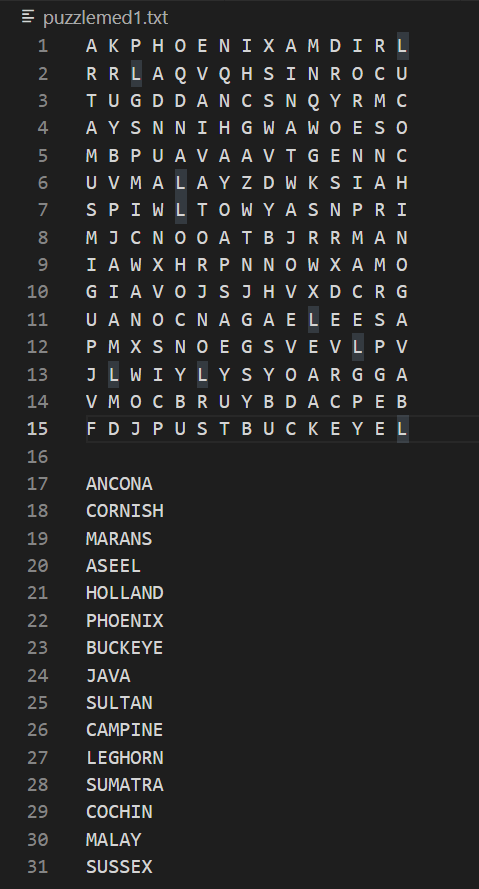 puzzlemed1.txt
1 A K P H O E N I X A M D I R L
2 R R L A Q V Q H S I N R O C U
3 T U G D D A N C S N Q Y R M C
4 A Y S N N I H G W A W O E S O
5 M B P U A V A A V T G E N N C
6 U V M A L A Y Z D W K S I A H
7 S P I W L T O W Y A S N P R I
8 M J C N O O A T B J R R M A N
9 I A W X H R P N N O W X A M O
10 G I A V O J S J H V X D C R G
11 U A N O C N A G A E L E E S A
12 P M X S N O E G S V E V L P V
13 J L W I Y L Y S Y O A R G G A
14 V M O C B R U Y B D A C P E B
15 F D J P U S T B U C K E Y E L
16
17 ANCONA
18 CORNISH
19 MARANS
20 ASEEL
21 HOLLAND
22 PHOENIX
23 BUCKEYE
24 JAVA
25 SULTAN
26 CAMPINE
27 LEGHORN
28 SUMATRA
29 COCHIN
30 MALAY
31 SUSSEX